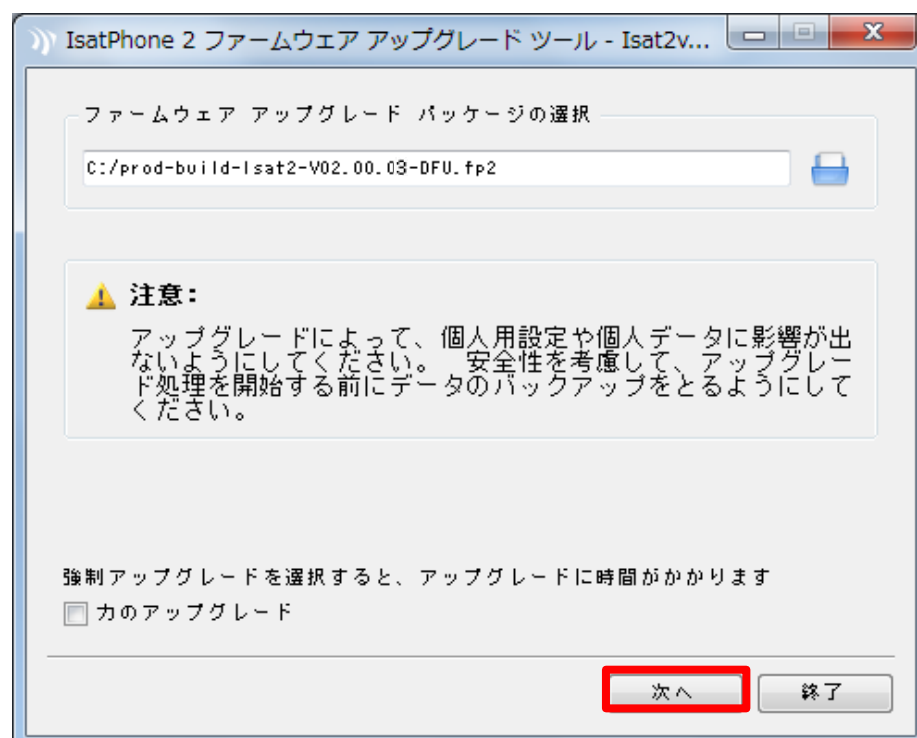 IsatPhone 2 ファームウエア アップグレード ツール - Isat2v...
ファームウェア アップグレード パッケージの選択
C:/prod-build-Isat2-V02.00.03-DFU.fp2
注意:
アップグレードによって、個人用設定や個人データに影響が出
ないようにしてください。 安全性を考慮して、アップグレー
ド処理を開始する前にデータのバックアップをとるようにして
ください。
強制アップグレードを選択すると、アップグレードに時間がかかります
力のアップグレード
次へ
終了